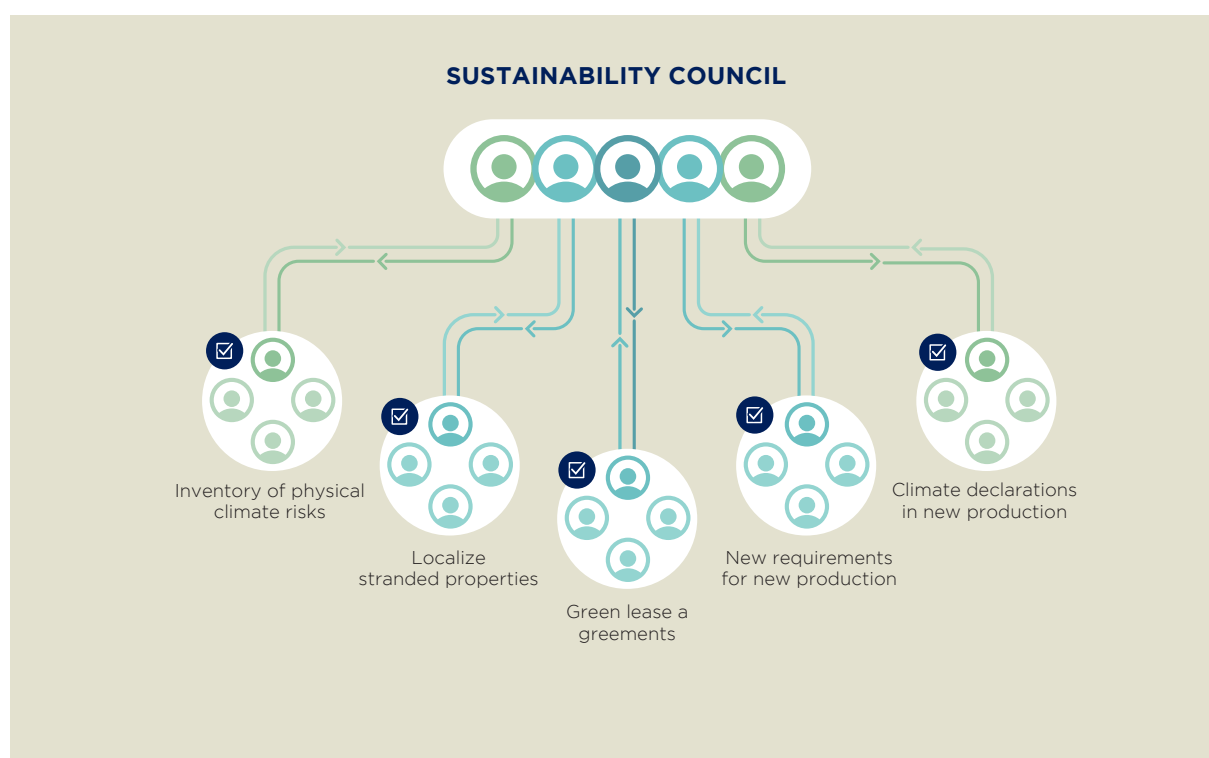 SUSTAINABILITY COUNCIL
Inventory of physical
climate risks
Localize
stranded properties
Green lease a
greements
New requirements
for new production
Climate declarations
in new production